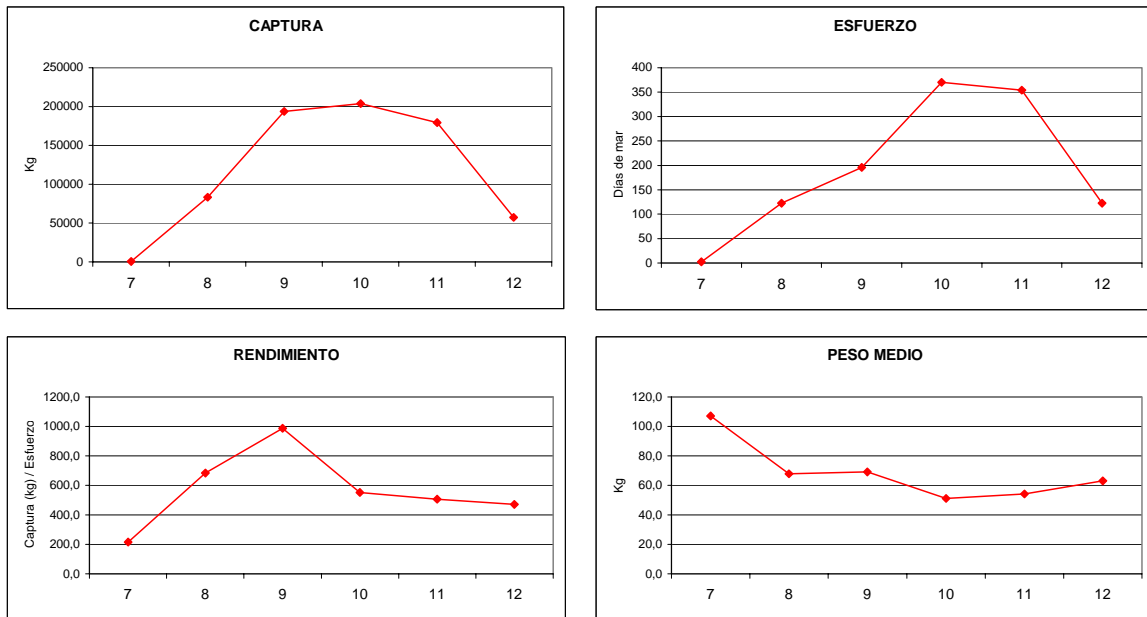 CAPTURA
250000
200000
150000
100000
50000
0
Kg
7 8 9 10 11 12
ESFUERZO
400
350
300
250
200
150
100
50
0
Días de mar
7 8 9 10 11 12
RENDIMIENTO
1200,0
1000,0
800,0
600,0
400,0
200,0
0,0
Captura (kg) / Esfuerzo
7 8 9 10 11 12
PESO MEDIO
120,0
100,0
80,0
60,0
40,0
20,0
0,0
Kg
7 8 9 10 11 12